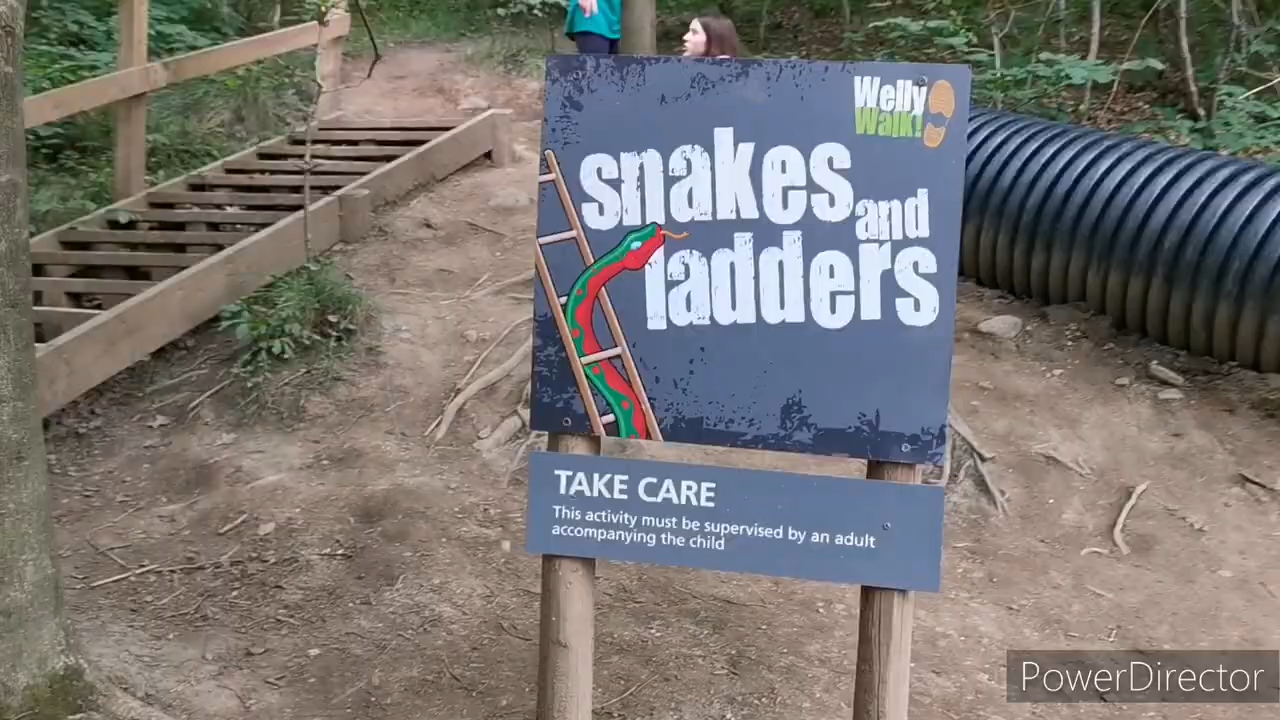 Welly
Walk!
snakes and
ladders
TAKE CARE
This activity must be supervised by an adult
accompanying the child
PowerDirector